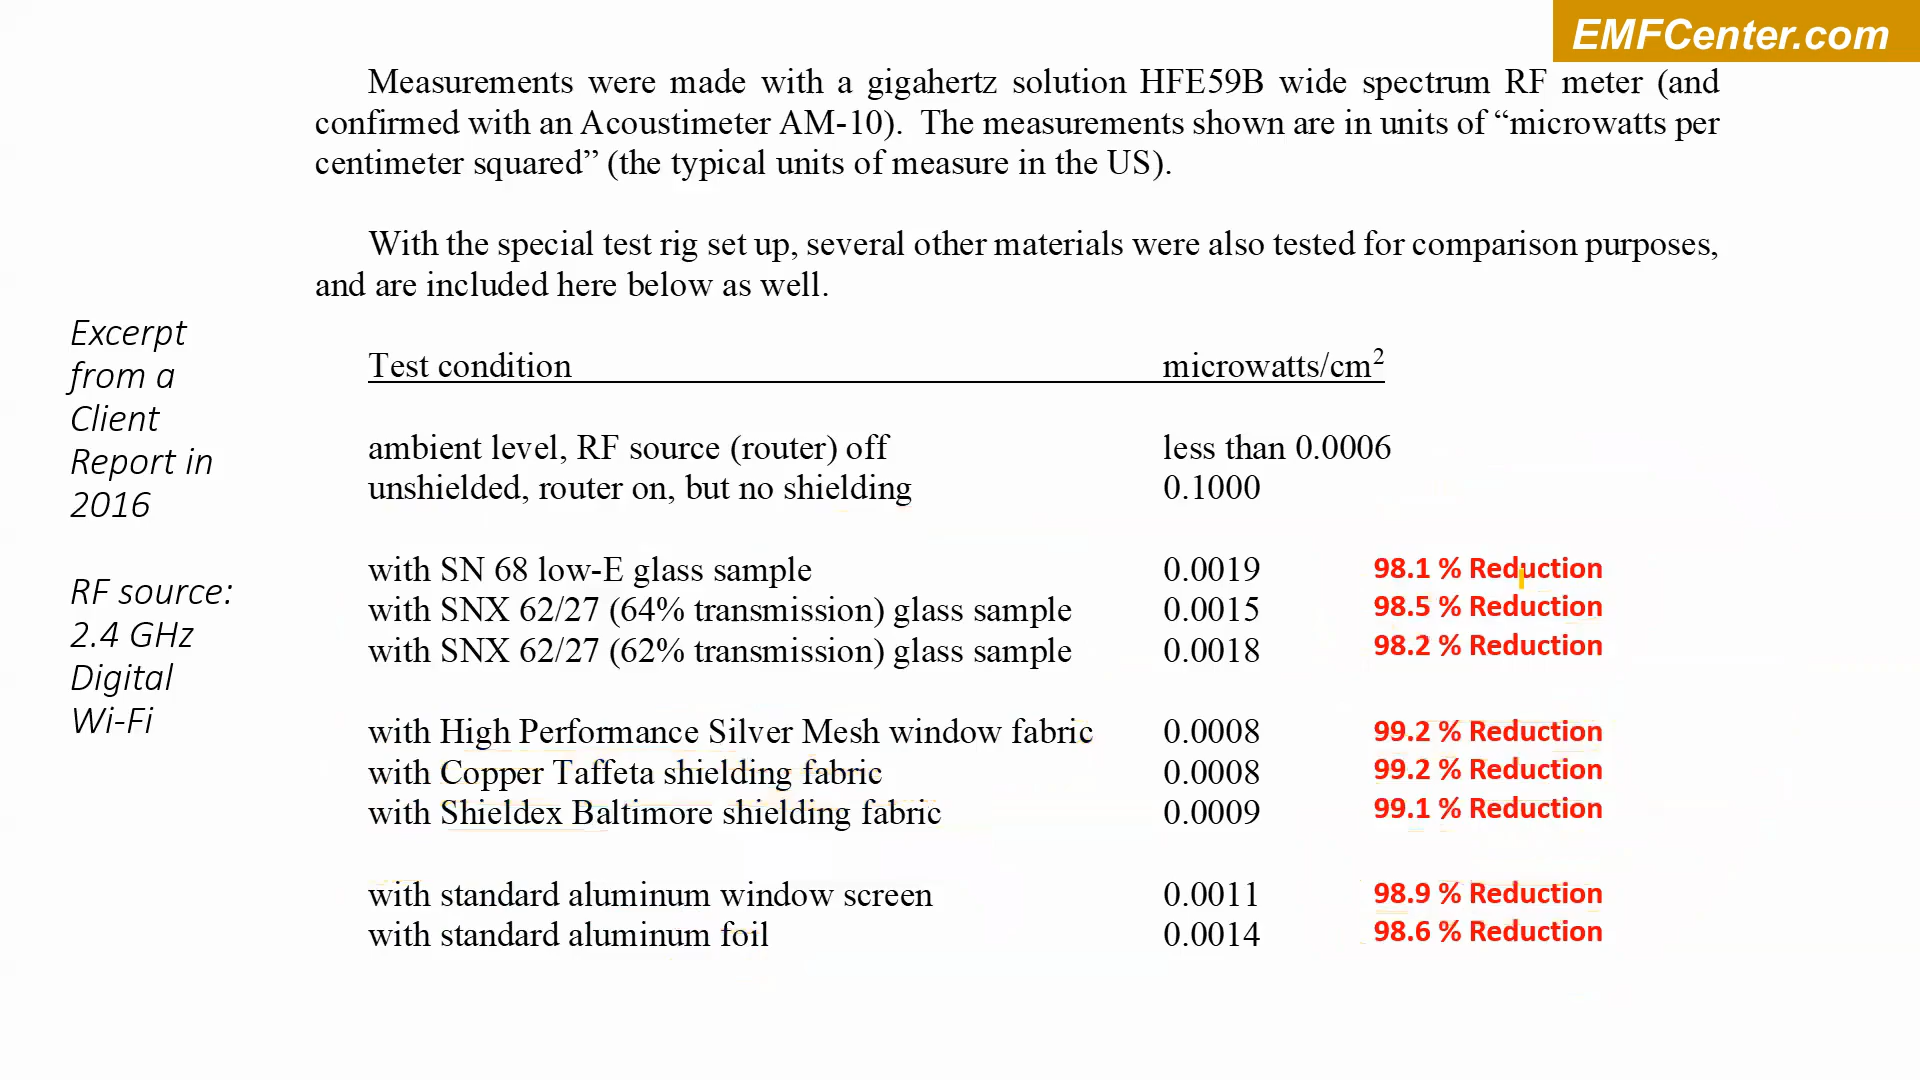 EMFCenter.com
Measurements were made with a gigahertz solution HFE59B wide spectrum RF meter (and
confirmed with an Acoustimeter AM-10). The measurements shown are in units of “microwatts per
centimeter squared” (the typical units of measure in the US).
With the special test rig set up, several other materials were also tested for comparison purposes,
and are included here below as well.
Excerpt
from a
Client
Report in
2016
RF source:
2.4 GHz
Digital
Wi-Fi
Test condition microwatts/cm²
ambient level, RF source (router) off less than 0.0006
unshielded, router on, but no shielding 0.1000
with SN 68 low-E glass sample 0.0019 98.1 % Reduction
with SNX 62/27 (64% transmission) glass sample 0.0015 98.5 % Reduction
with SNX 62/27 (62% transmission) glass sample 0.0018 98.2 % Reduction
with High Performance Silver Mesh window fabric 0.0008 99.2 % Reduction
with Copper Taffeta shielding fabric 0.0008 99.2 % Reduction
with Shieldex Baltimore shielding fabric 0.0009 99.1 % Reduction
with standard aluminum window screen 0.0011 98.9 % Reduction
with standard aluminum foil 0.0014 98.6 % Reduction